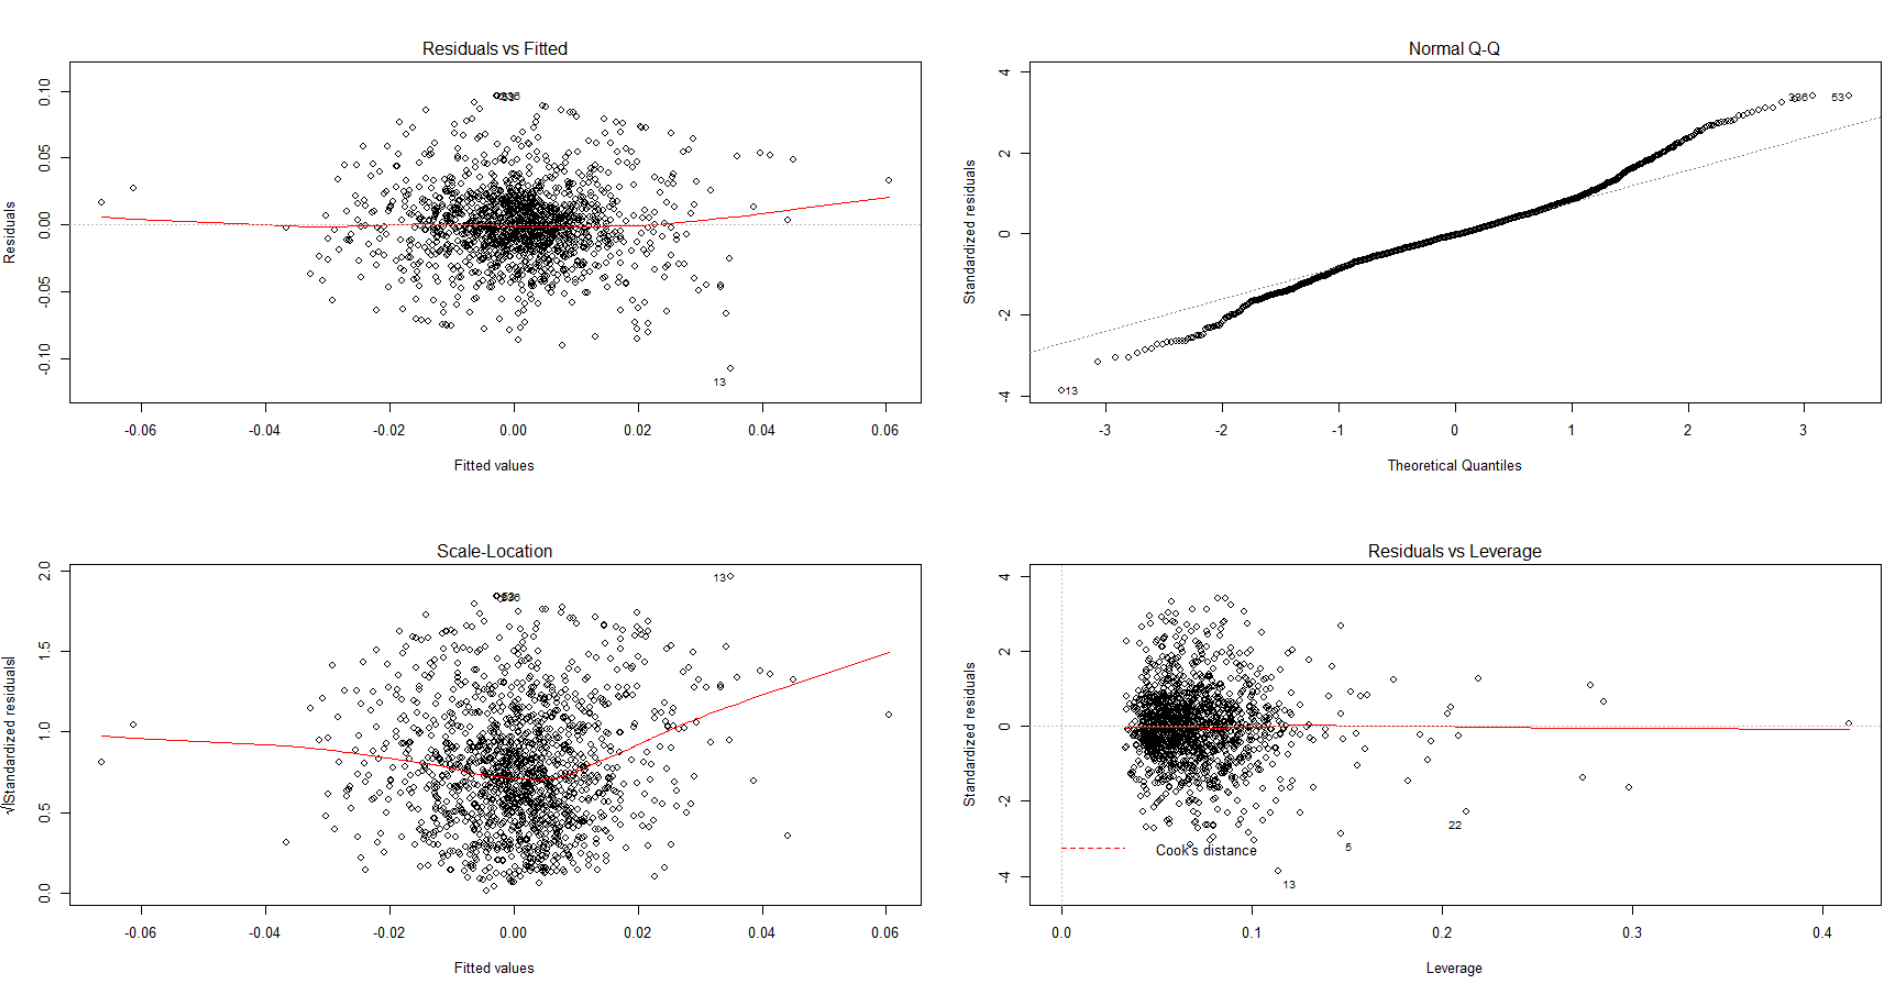 Residuals vs Fitted
Residuals
0.10
0.05
0.00
-0.05
-0.10
13
-0.06 -0.04 -0.02 0.00 0.02 0.04 0.06
Fitted values
Normal Q-Q
Standardized residuals
4
2
0
-2
-4
53
13
-3 -2 -1 0 1 2 3
Theoretical Quantiles
Scale-Location
√|Standardized residuals|
2.0
1.5
1.0
0.5
0.0
13
-0.06 -0.04 -0.02 0.00 0.02 0.04 0.06
Fitted values
Residuals vs Leverage
Standardized residuals
4
2
0
-2
-4
22
5
Cook's distance
13
0.0 0.1 0.2 0.3 0.4
Leverage